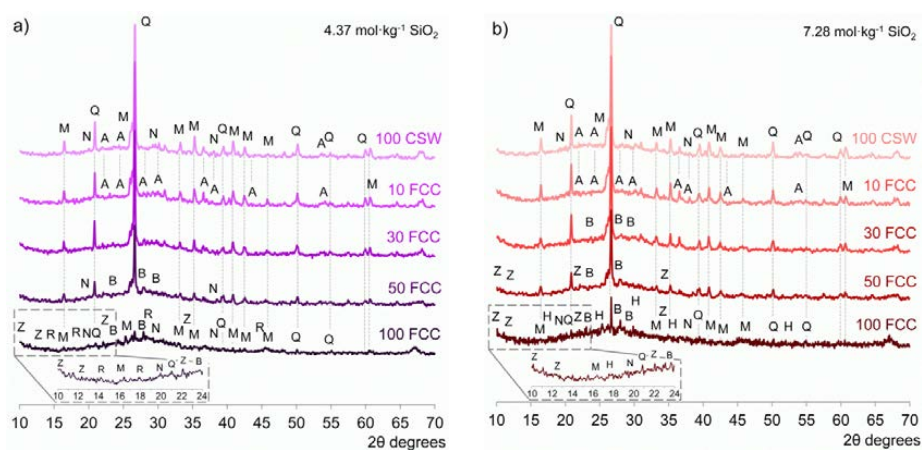 a)
4.37 mol·kg⁻¹ SiO₂
Q
Q
M N A A M N A M M N Q A M M M Q A Q Q
100 CSW
A A A A A A A A M
10 FCC
30 FCC
N B B B N
50 FCC
Z Z R M R N Q Z B M M B R N M Z M N Q M M R M Q Q
100 FCC
Z Z R M R N Q Z–B
10 12 14 16 18 20 22 24
10 15 20 25 30 35 40 45 50 55 60 65 70
2θ degrees
b)
7.28 mol·kg⁻¹ SiO₂
Q
Q
M N A A M N A M M N Q A M M M Q A Q
100 CSW
A A A A A A A A M
10 FCC
B B B
30 FCC
Z Z Z B B Z
50 FCC
Z Z M H N Q Z B H B H M Z H N Q M M M Q H Q
100 FCC
Z Z M H N Q Z–B
10 12 14 16 18 20 22 24
10 15 20 25 30 35 40 45 50 55 60 65 70
2θ degrees